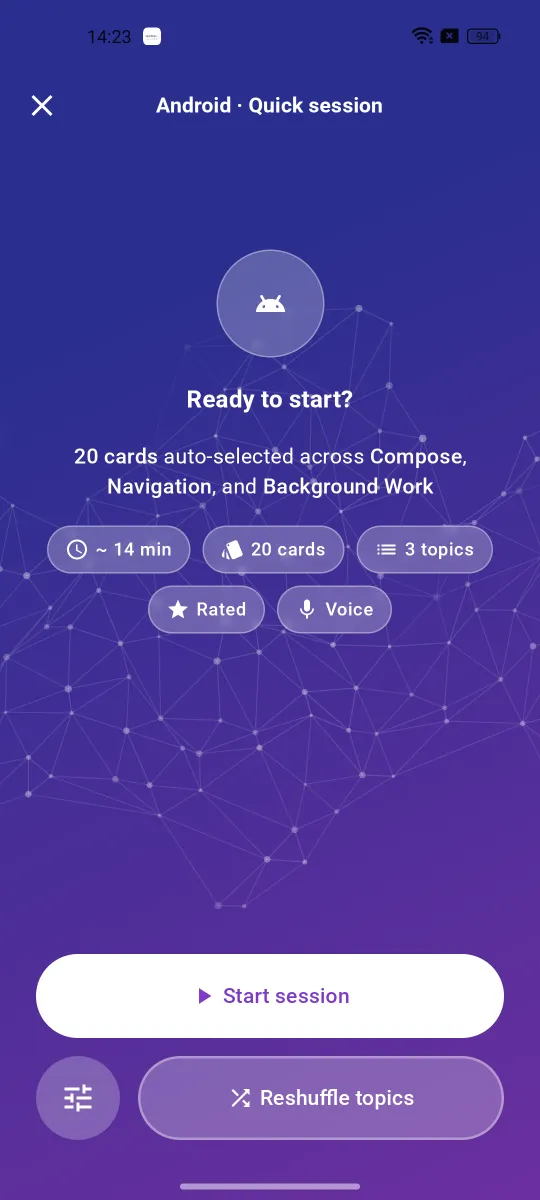 14:23
94
Android · Quick session
Ready to start?
20 cards auto-selected across Compose,
Navigation, and Background Work
~ 14 min
20 cards
3 topics
Rated
Voice
Start session
Reshuffle topics